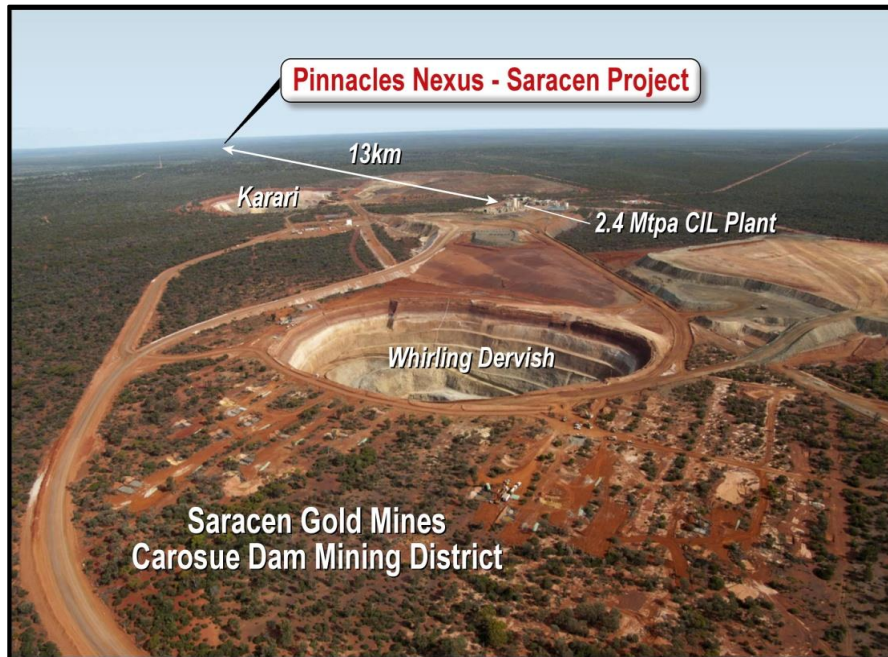 Pinnacles Nexus - Saracen Project
13km
Karari
2.4 Mtpa CIL Plant
Whirling Dervish
Saracen Gold Mines
Carosue Dam Mining District